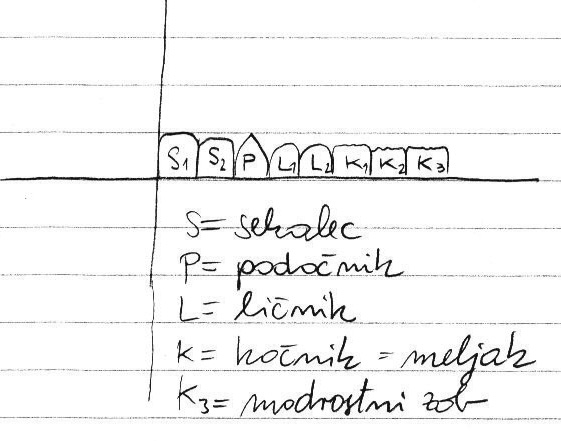 S₁ S₂ P L₁ L₂ K₁ K₂ K₃
S= sekalec
P= podočnik
L= ličnik
K= kočnik = meljak
K₃= modrostni zob